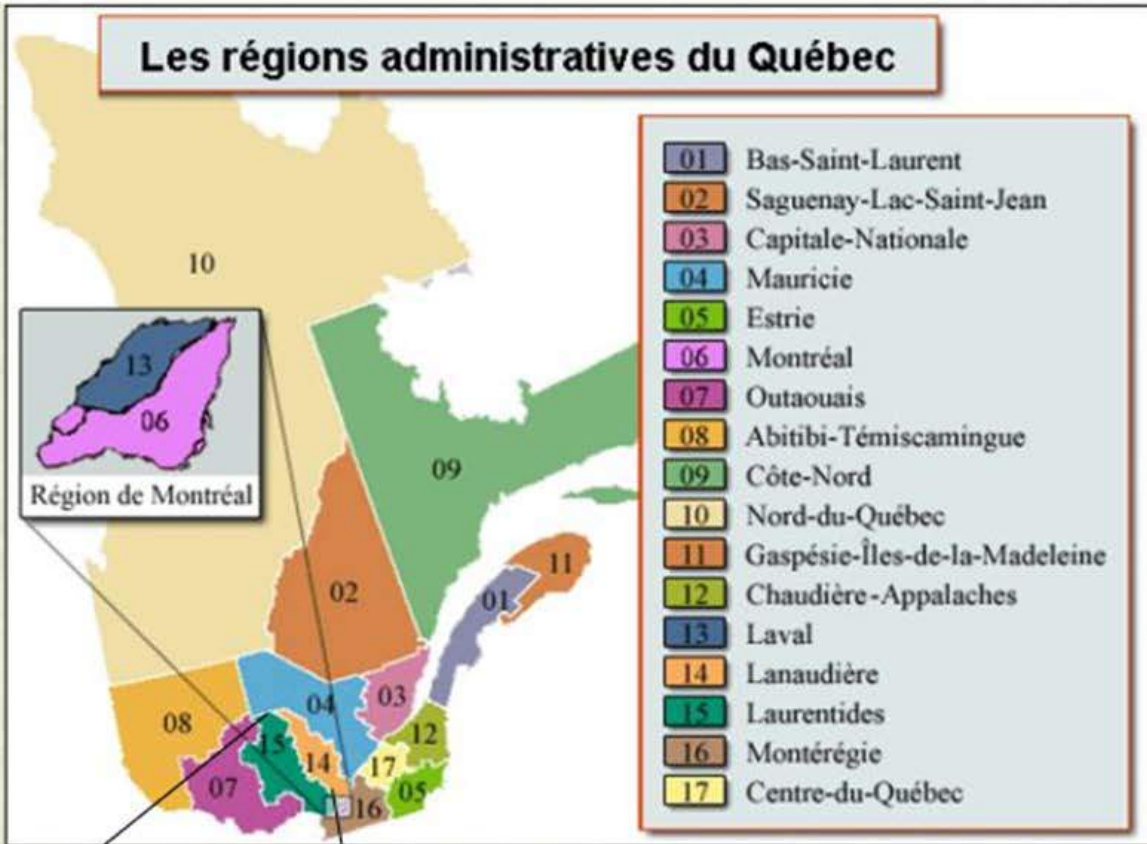 Les régions administratives du Québec
01 Bas-Saint-Laurent
02 Saguenay-Lac-Saint-Jean
03 Capitale-Nationale
04 Mauricie
05 Estrie
06 Montréal
07 Outaouais
08 Abitibi-Témiscamingue
09 Côte-Nord
10 Nord-du-Québec
11 Gaspésie-Îles-de-la-Madeleine
12 Chaudière-Appalaches
13 Laval
14 Lanaudière
15 Laurentides
16 Montérégie
17 Centre-du-Québec
10
13
06
Région de Montréal
09
11
02
01
03
04
08
12
15
14
17
07
05
16